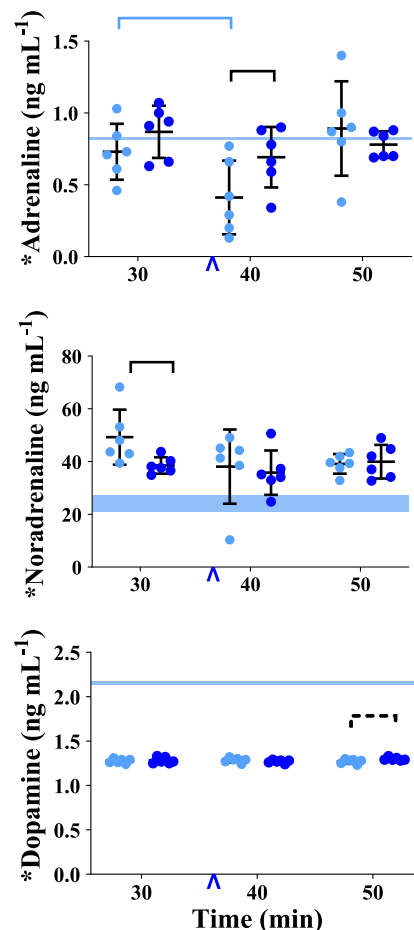 *Adrenaline (ng mL⁻¹)
1.5
1.0
0.5
0.0
30 40 50
^
*Noradrenaline (ng mL⁻¹)
80
60
40
20
0
30 40 50
^
*Dopamine (ng mL⁻¹)
2.5
2.0
1.5
1.0
0.5
0.0
30 40 50
^
Time (min)